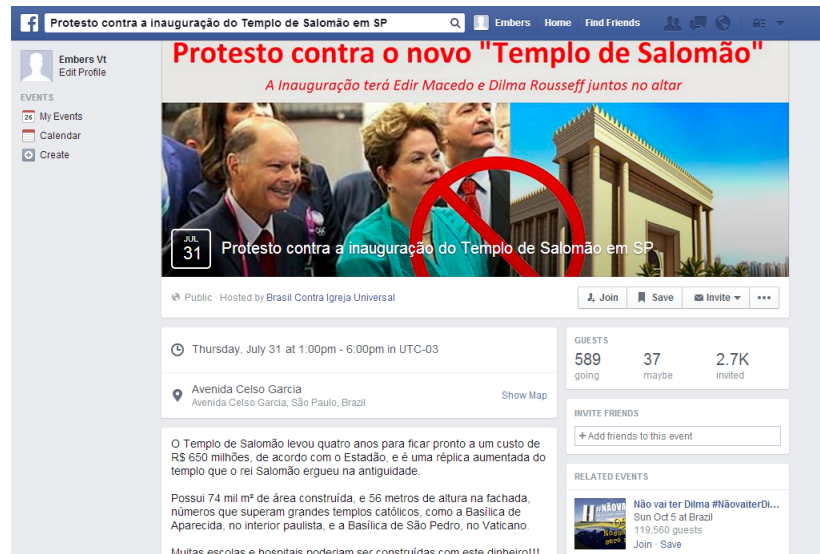 Protesto contra a inauguração do Templo de Salomão em SP
Embers Home Find Friends
Embers Vt
Edit Profile
EVENTS
26 My Events
Calendar
Create
Protesto contra o novo "Templo de Salomão"
A Inauguração terá Edir Macedo e Dilma Rousseff juntos no altar
JUL
31
Protesto contra a inauguração do Templo de Salomão em SP
Public · Hosted by Brasil Contra Igreja Universal
Join Save Invite
Thursday, July 31 at 1:00pm - 6:00pm in UTC-03
Avenida Celso Garcia
Avenida Celso Garcia, São Paulo, Brazil
Show Map
O Templo de Salomão levou quatro anos para ficar pronto a um custo de
R$ 650 milhões, de acordo com o Estadão, e é uma réplica aumentada do
templo que o rei Salomão ergueu na antiguidade.
Possui 74 mil m² de área construída, e 56 metros de altura na fachada,
números que superam grandes templos católicos, como a Basílica de
Aparecida, no interior paulista, e a Basílica de São Pedro, no Vaticano.
Muitas escolas e hospitais poderiam ser construídas com este dinheiro!!!
GUESTS
589 37 2.7K
going maybe invited
INVITE FRIENDS
+ Add friends to this event
RELATED EVENTS
Não vai ter Dilma #NãovaiterDi...
Sun Oct 5 at Brazil
119,560 guests
Join · Save